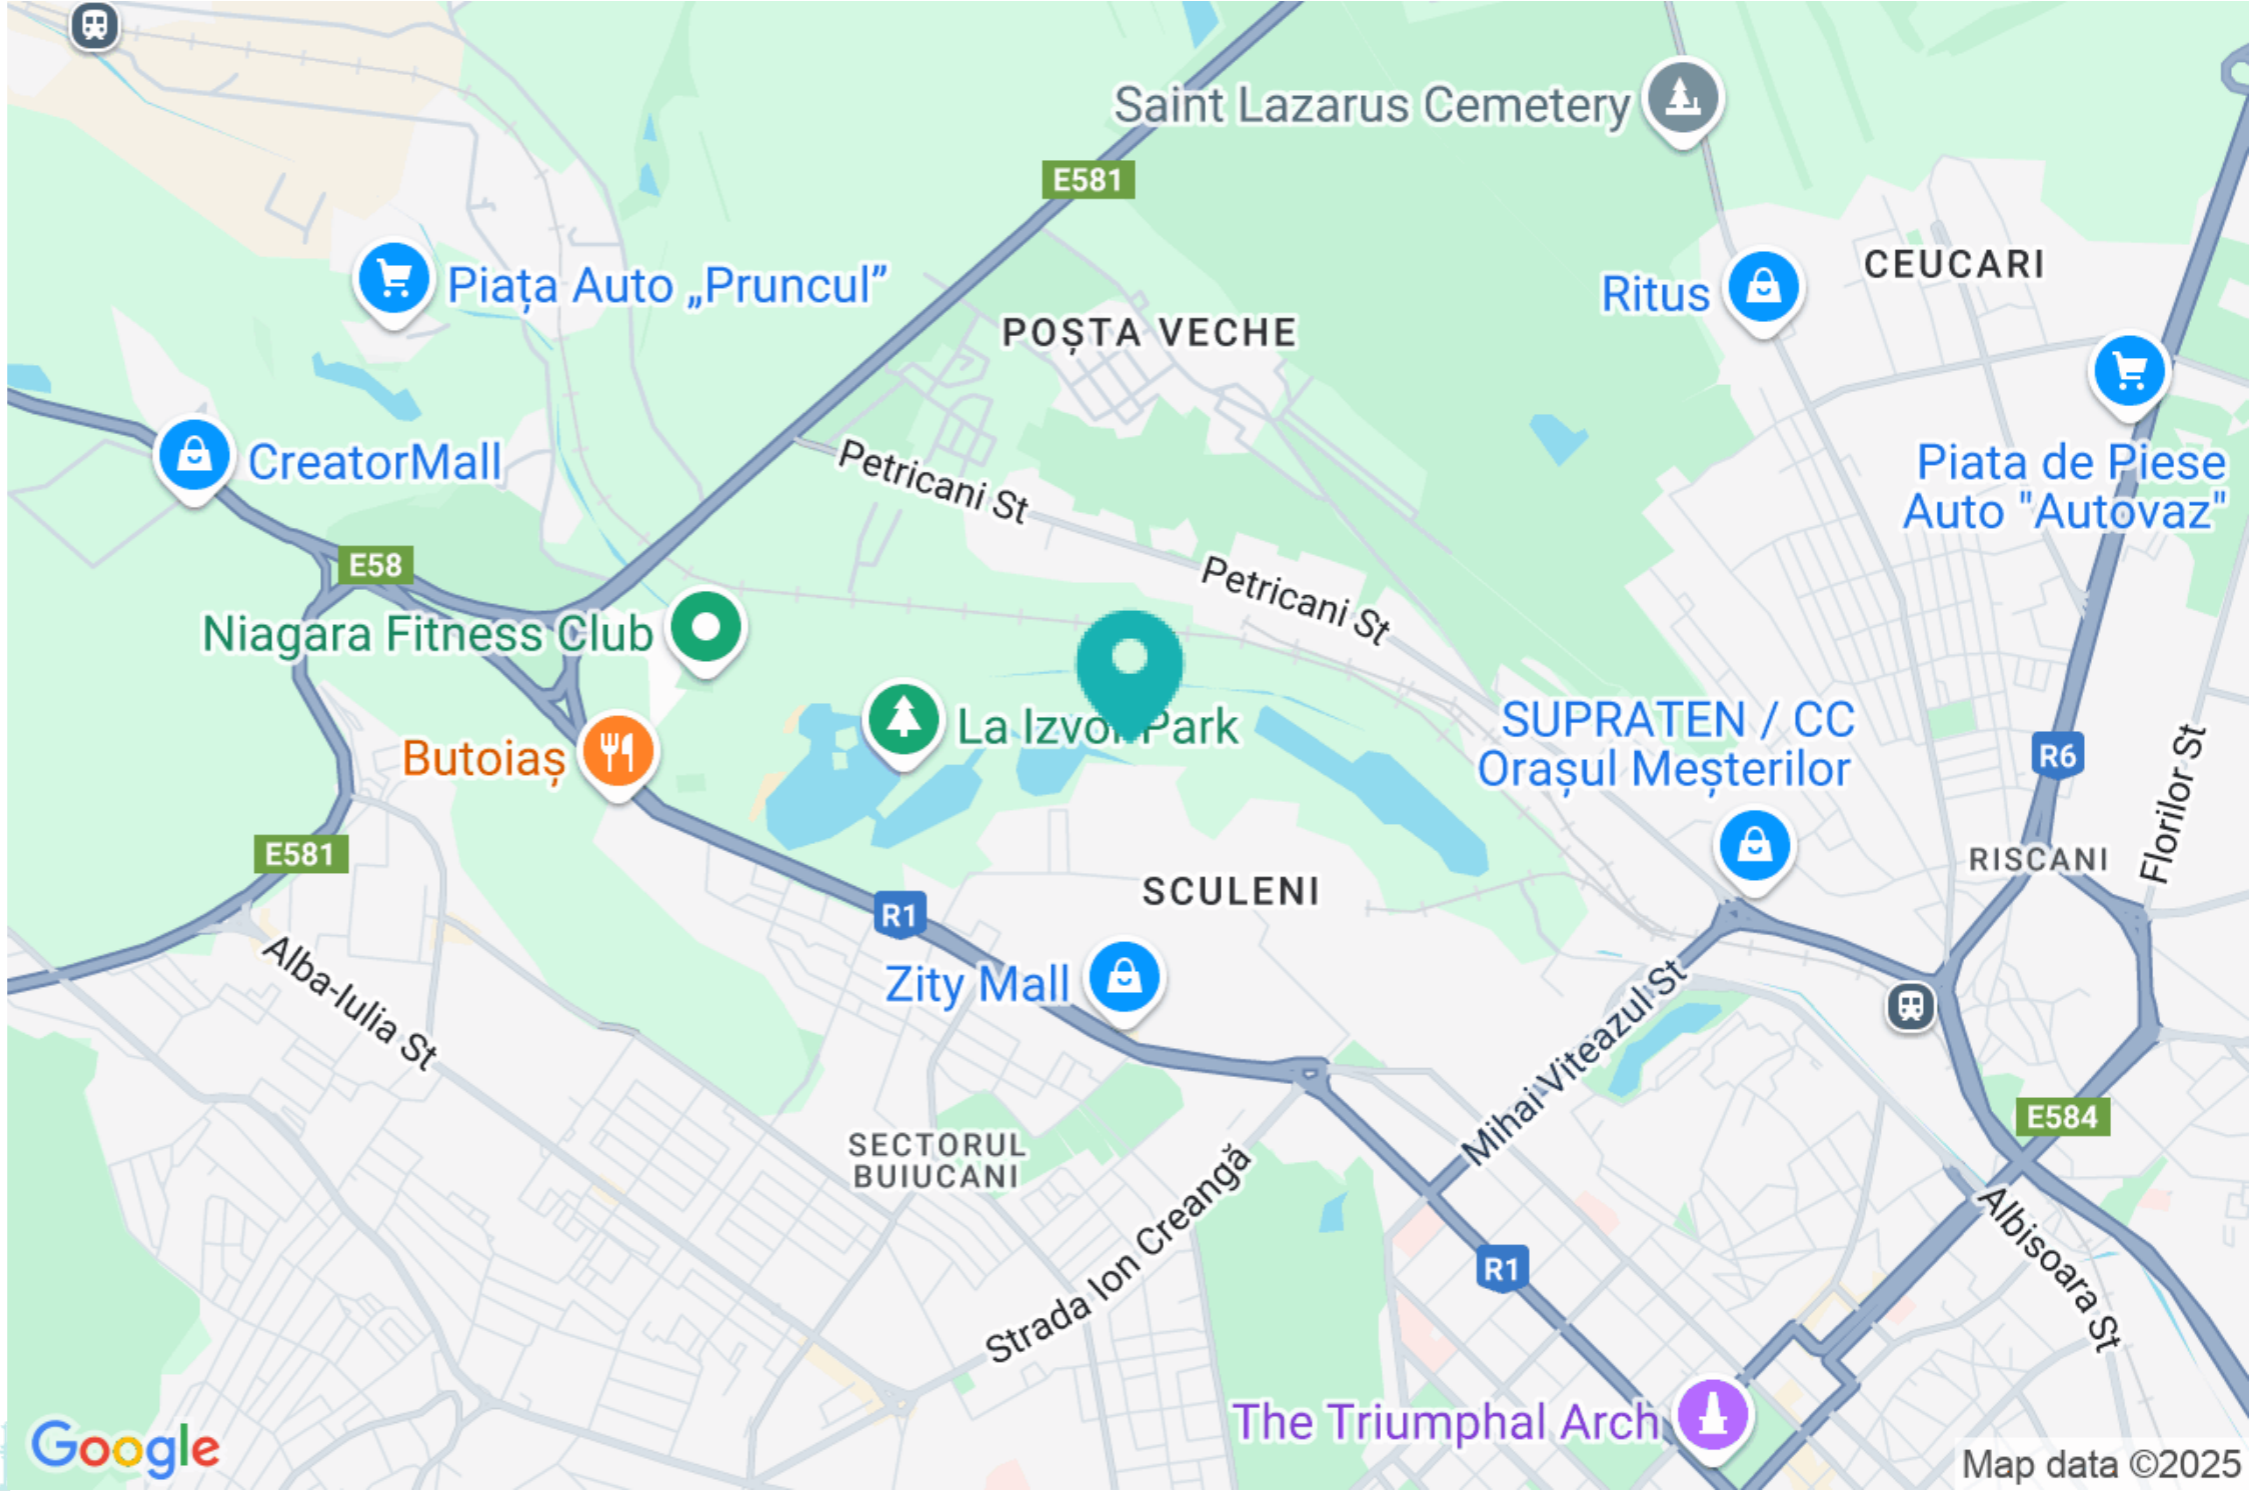 Saint Lazarus Cemetery
E581
Piața Auto „Pruncul”
Ritus
CEUCARI
POȘTA VECHE
CreatorMall
Petricani St
Piata de Piese
Auto "Autovaz"
E58
Petricani St
Niagara Fitness Club
La Izvor Park
SUPRATEN / CC
Orașul Meșterilor
Butoiaș
R6
Florilor St
E581
RISCANI
SCULENI
R1
Zity Mall
Alba-Iulia St
Mihai Viteazul St
E584
SECTORUL
BUIUCANI
Strada Ion Creangă
Albisoara St
R1
The Triumphal Arch
Google
Map data ©2025